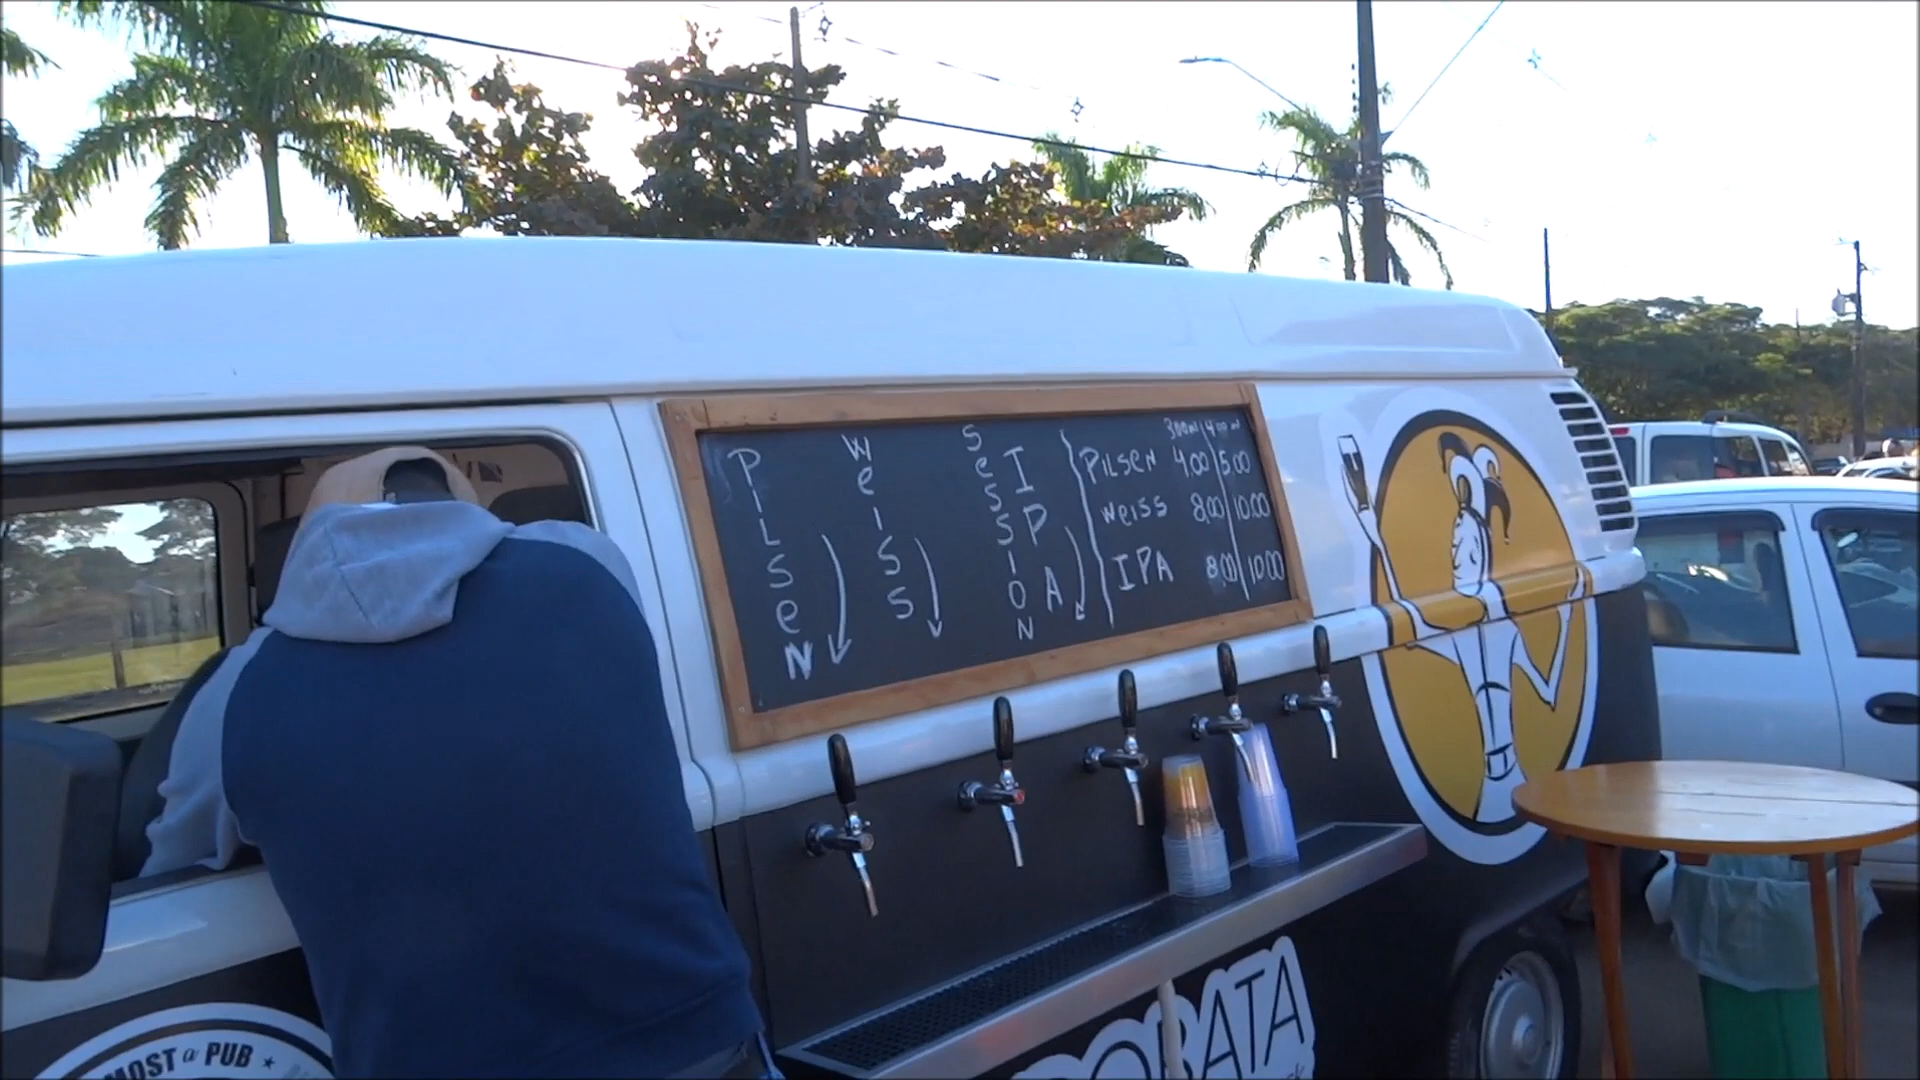 PILSeN
WeiSS
SeSSION
IPA
300ml 400ml
PILSeN 4,00 5,00
WeiSS 8,00 10,00
IPA 8,00 10,00
MOST a PUB
OBATA